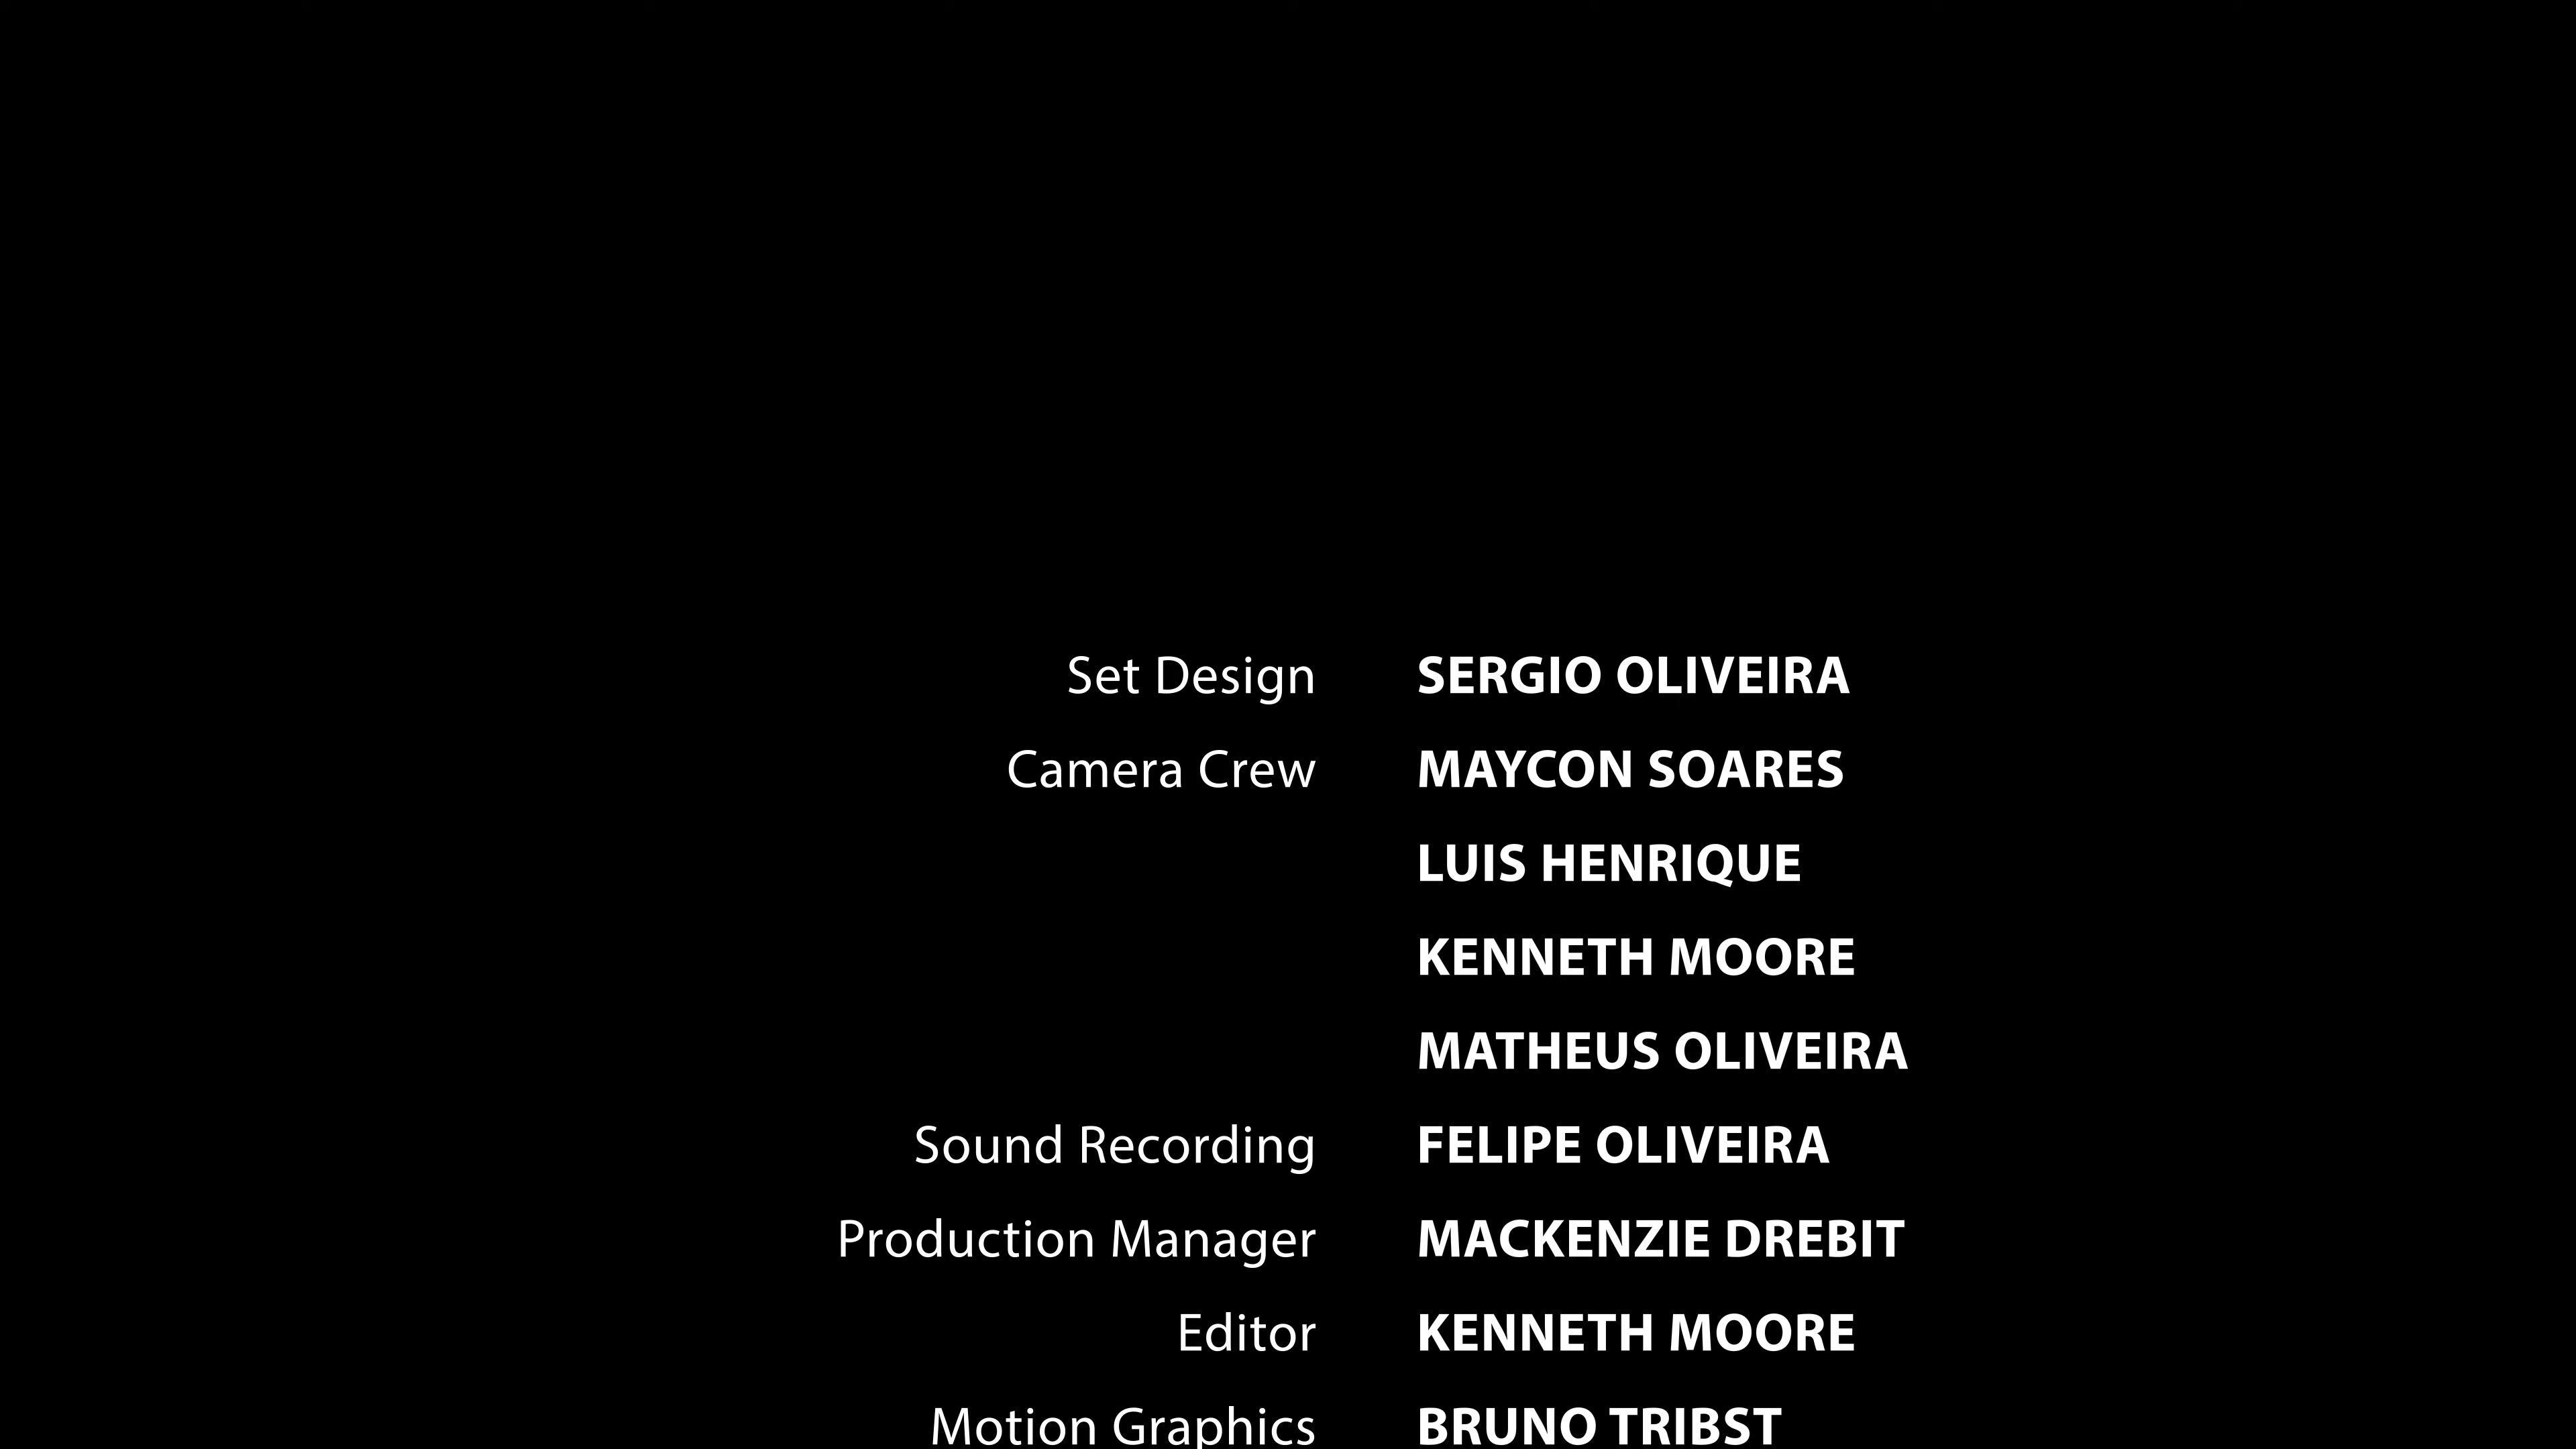 Set Design SERGIO OLIVEIRA
Camera Crew MAYCON SOARES
LUIS HENRIQUE
KENNETH MOORE
MATHEUS OLIVEIRA
Sound Recording FELIPE OLIVEIRA
Production Manager MACKENZIE DREBIT
Editor KENNETH MOORE
Motion Graphics BRUNO TRIBST